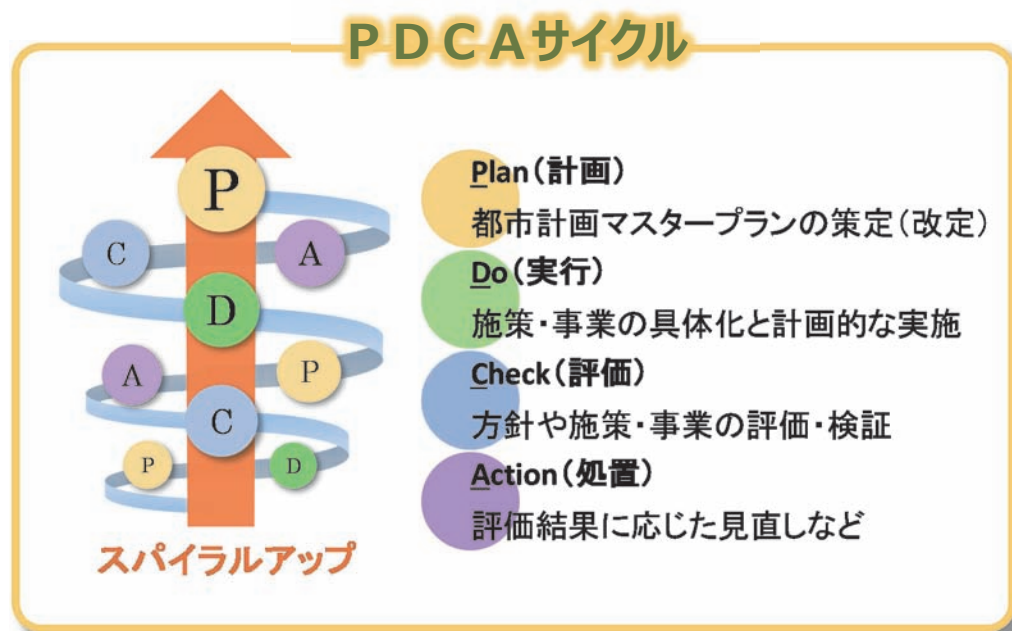 PDCAサイクル
P
C
A
D
A
P
C
P
D
スパイラルアップ
Plan(計画)
都市計画マスタープランの策定(改定)
Do(実行)
施策・事業の具体化と計画的な実施
Check(評価)
方針や施策・事業の評価・検証
Action(処置)
評価結果に応じた見直しなど